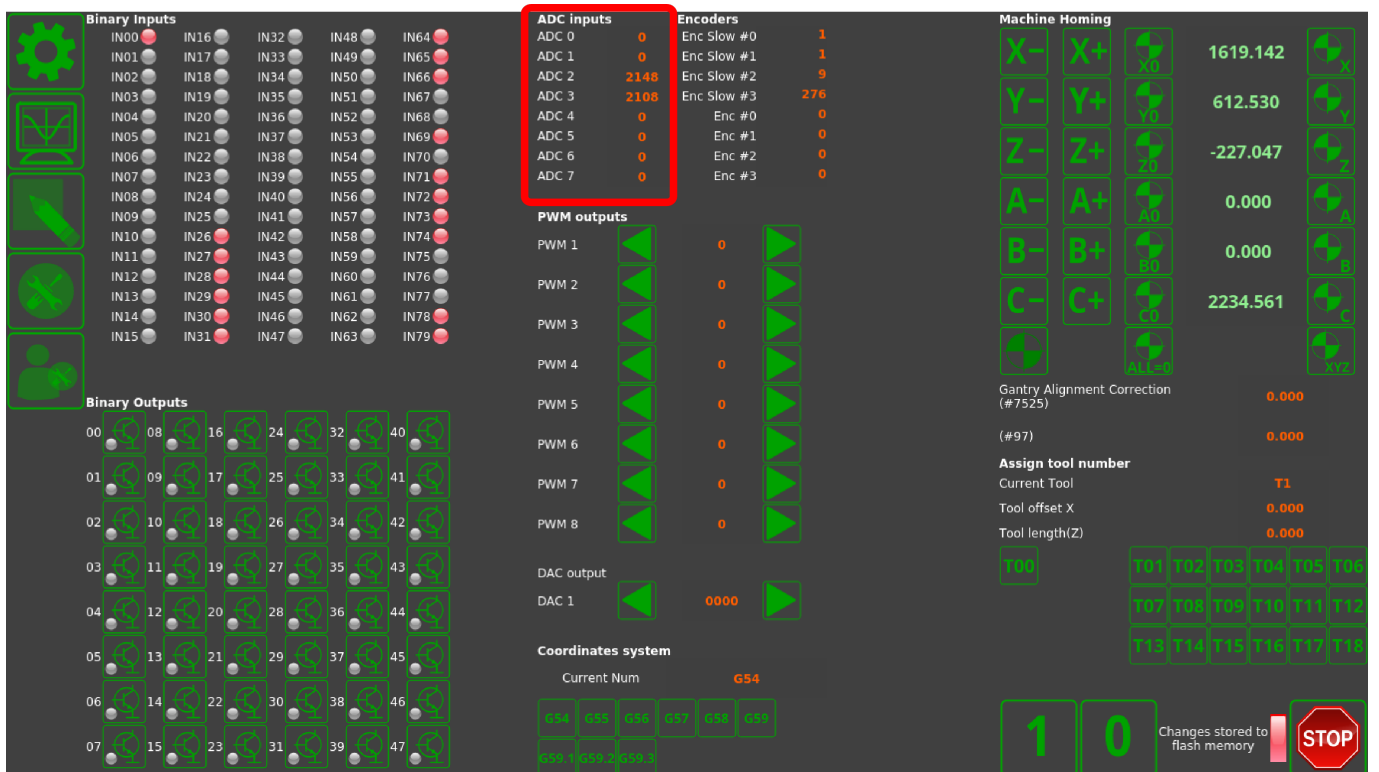 Binary Inputs
IN00 IN16 IN32 IN48 IN64
IN01 IN17 IN33 IN49 IN65
IN02 IN18 IN34 IN50 IN66
IN03 IN19 IN35 IN51 IN67
IN04 IN20 IN36 IN52 IN68
IN05 IN21 IN37 IN53 IN69
IN06 IN22 IN38 IN54 IN70
IN07 IN23 IN39 IN55 IN71
IN08 IN24 IN40 IN56 IN72
IN09 IN25 IN41 IN57 IN73
IN10 IN26 IN42 IN58 IN74
IN11 IN27 IN43 IN59 IN75
IN12 IN28 IN44 IN60 IN76
IN13 IN29 IN45 IN61 IN77
IN14 IN30 IN46 IN62 IN78
IN15 IN31 IN47 IN63 IN79
Binary Outputs
00 08 16 24 32 40
01 09 17 25 33 41
02 10 18 26 34 42
03 11 19 27 35 43
04 12 20 28 36 44
05 13 21 29 37 45
06 14 22 30 38 46
07 15 23 31 39 47
ADC inputs
ADC 0 0
ADC 1 0
ADC 2 2148
ADC 3 2108
ADC 4 0
ADC 5 0
ADC 6 0
ADC 7 0
Encoders
Enc Slow #0 1
Enc Slow #1 1
Enc Slow #2 9
Enc Slow #3 276
Enc #0 0
Enc #1 0
Enc #2 0
Enc #3 0
PWM outputs
PWM 1 0
PWM 2 0
PWM 3 0
PWM 4 0
PWM 5 0
PWM 6 0
PWM 7 0
PWM 8 0
DAC output
DAC 1 0000
Coordinates system
Current Num G54
G54 G55 G56 G57 G58 G59
G59.1 G59.2 G59.3
Machine Homing
X- X+ X0 1619.142 X
Y- Y+ Y0 612.530 Y
Z- Z+ Z0 -227.047 Z
A- A+ A0 0.000 A
B- B+ B0 0.000 B
C- C+ C0 2234.561 C
ALL=0 XYZ
Gantry Alignment Correction
(#7525) 0.000
(#97) 0.000
Assign tool number
Current Tool T1
Tool offset X 0.000
Tool length(Z) 0.000
T00 T01 T02 T03 T04 T05 T06
T07 T08 T09 T10 T11 T12
T13 T14 T15 T16 T17 T18
1 0
Changes stored to
flash memory
STOP